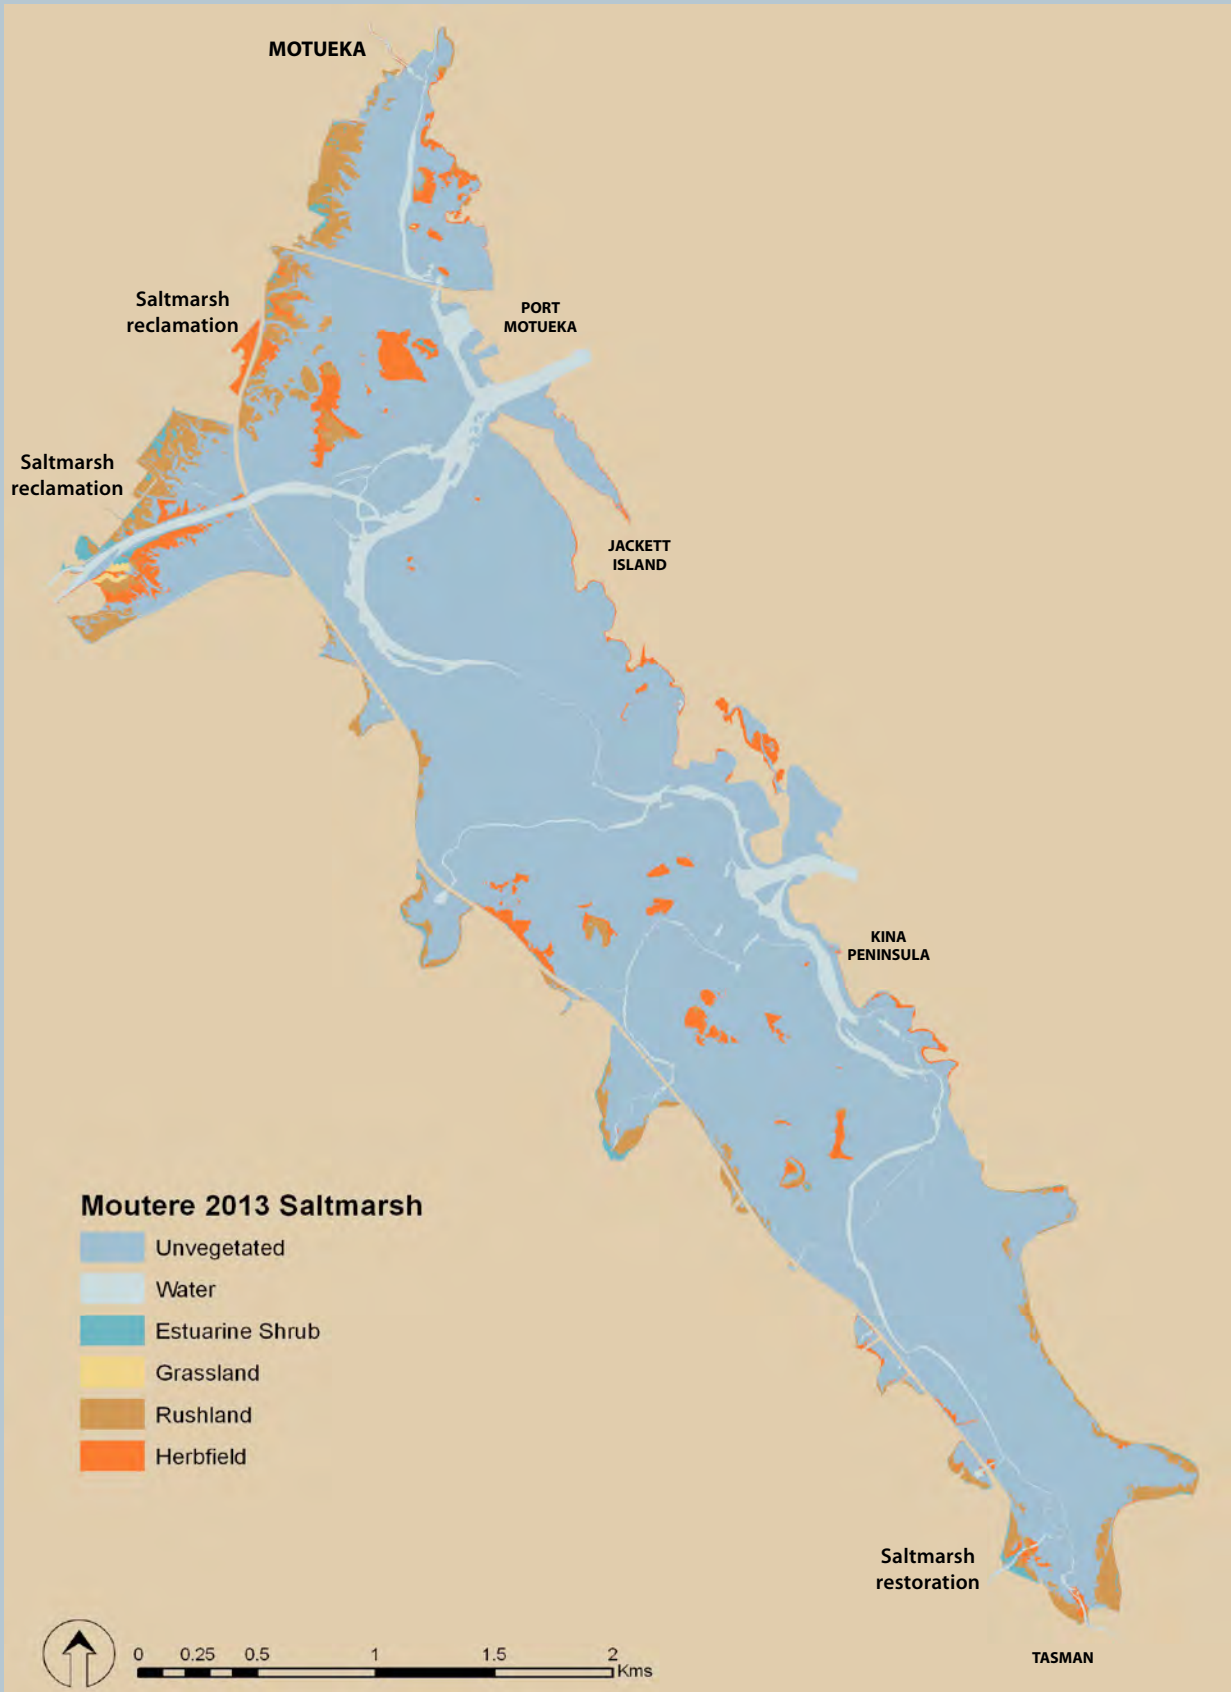 MOTUEKA
Saltmarsh
reclamation
PORT
MOTUEKA
Saltmarsh
reclamation
JACKETT
ISLAND
KINA
PENINSULA
Moutere 2013 Saltmarsh
Unvegetated
Water
Estuarine Shrub
Grassland
Rushland
Herbfield
Saltmarsh
restoration
TASMAN
0 0.25 0.5 1 1.5 2
Kms